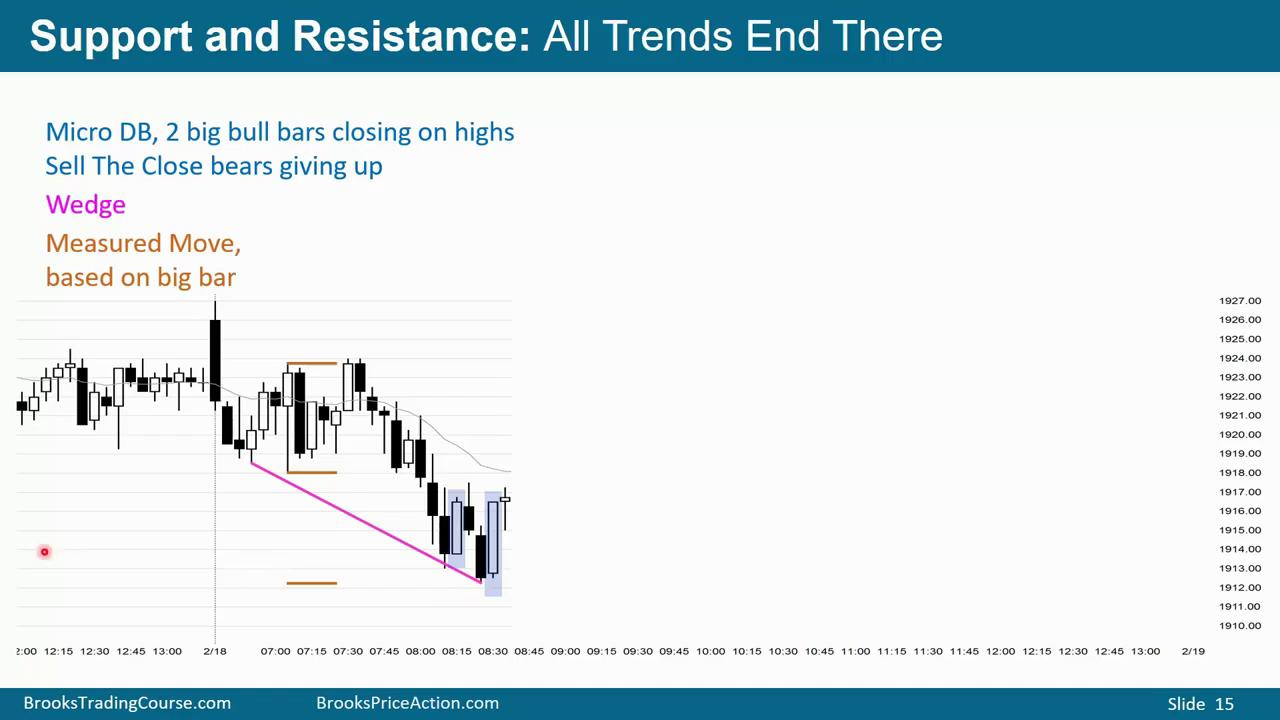 Support and Resistance: All Trends End There
Micro DB, 2 big bull bars closing on highs
Sell The Close bears giving up
Wedge
Measured Move,
based on big bar
1927.00
1926.00
1925.00
1924.00
1923.00
1922.00
1921.00
1920.00
1919.00
1918.00
1917.00
1916.00
1915.00
1914.00
1913.00
1912.00
1911.00
1910.00
2:00 12:15 12:30 12:45 13:00 2/18 07:00 07:15 07:30 07:45 08:00 08:15 08:30 08:45 09:00 09:15 09:30 09:45 10:00 10:15 10:30 10:45 11:00 11:15 11:30 11:45 12:00 12:15 12:30 12:45 13:00 2/19
BrooksTradingCourse.com BrooksPriceAction.com Slide 15